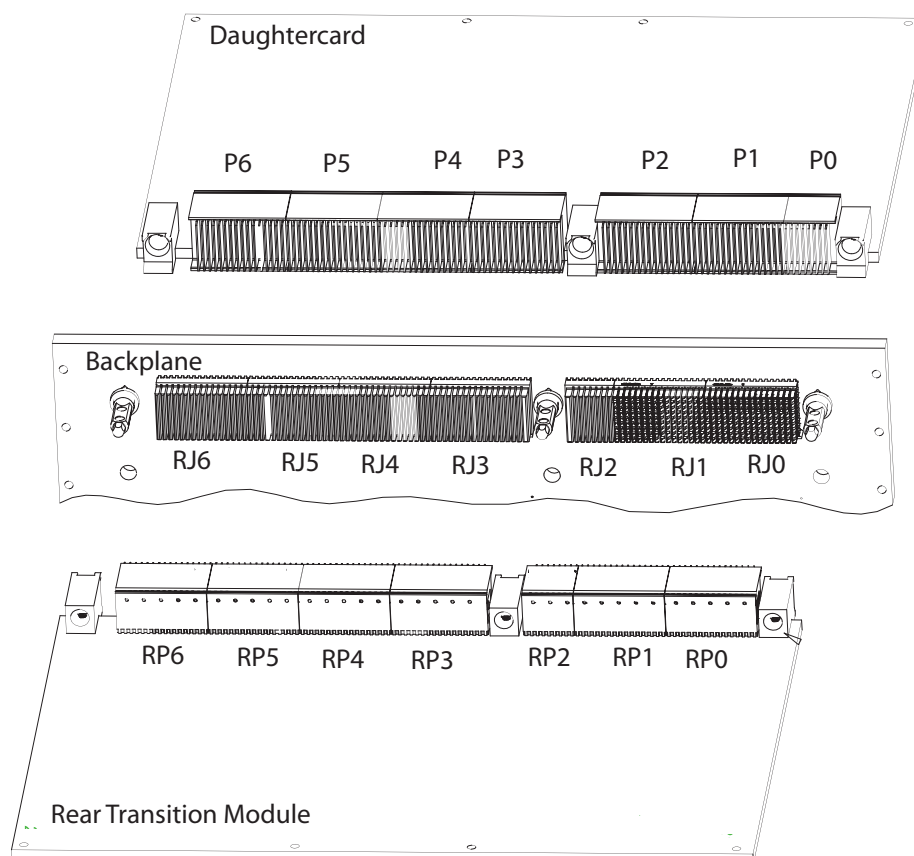 Daughtercard
P6 P5 P4 P3 P2 P1 P0
Backplane
RJ6 RJ5 RJ4 RJ3 RJ2 RJ1 RJ0
RP6 RP5 RP4 RP3 RP2 RP1 RP0
Rear Transition Module